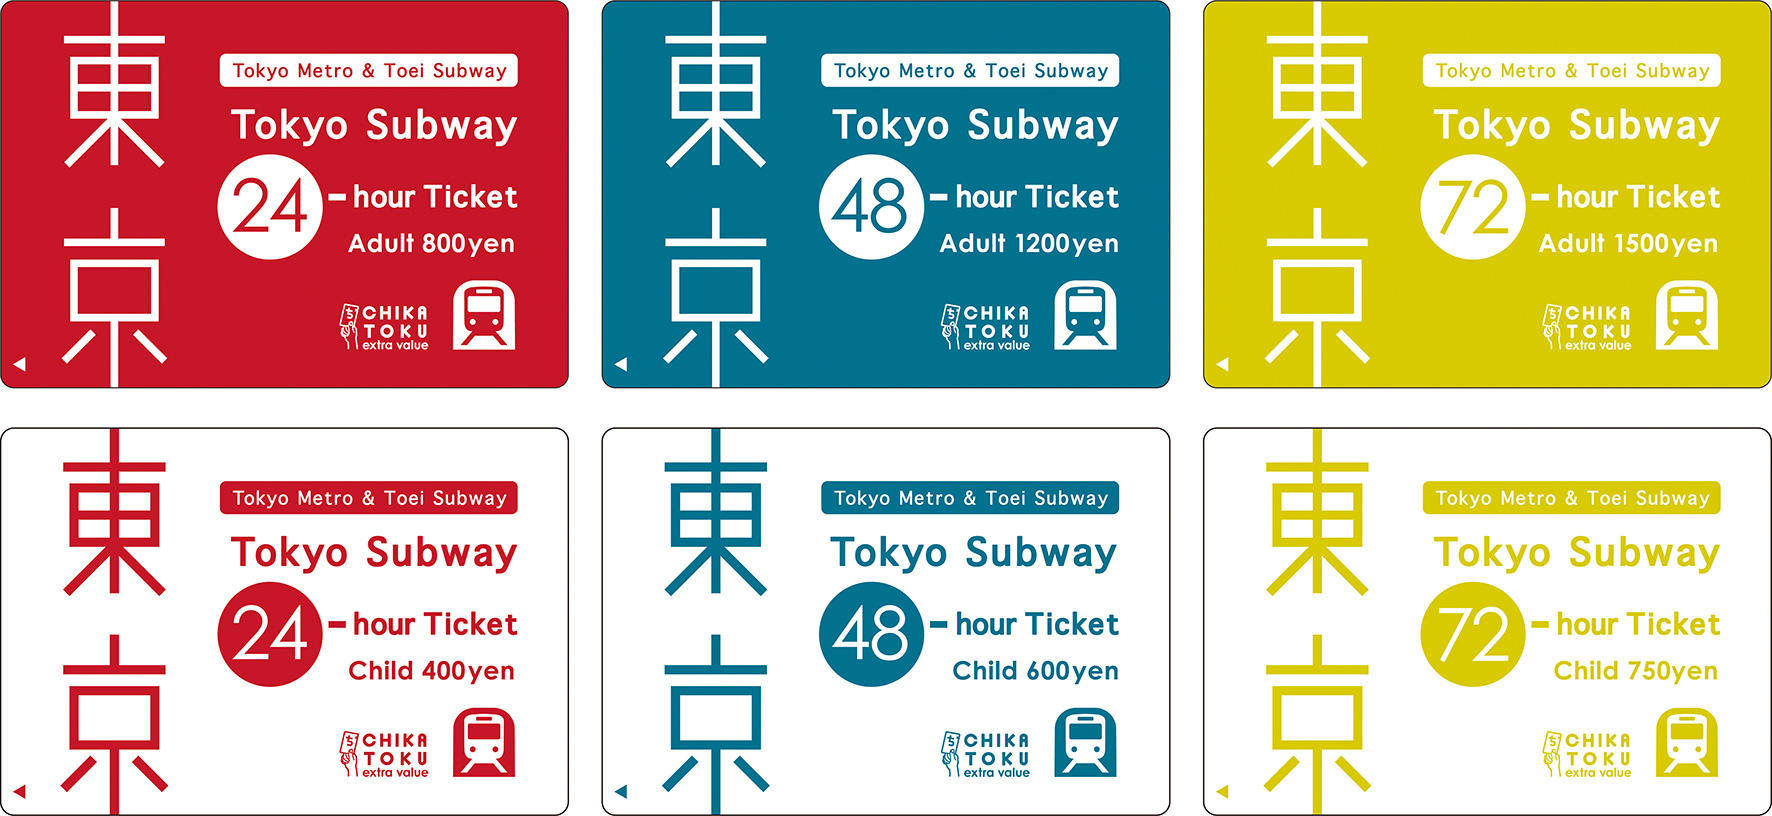 東京
Tokyo Metro & Toei Subway
Tokyo Subway
24-hour Ticket
Adult 800yen
CHIKA
TOKU
extra value
東京
Tokyo Metro & Toei Subway
Tokyo Subway
48-hour Ticket
Adult 1200yen
CHIKA
TOKU
extra value
東京
Tokyo Metro & Toei Subway
Tokyo Subway
72-hour Ticket
Adult 1500yen
CHIKA
TOKU
extra value
東京
Tokyo Metro & Toei Subway
Tokyo Subway
24-hour Ticket
Child 400yen
CHIKA
TOKU
extra value
東京
Tokyo Metro & Toei Subway
Tokyo Subway
48-hour Ticket
Child 600yen
CHIKA
TOKU
extra value
東京
Tokyo Metro & Toei Subway
Tokyo Subway
72-hour Ticket
Child 750yen
CHIKA
TOKU
extra value